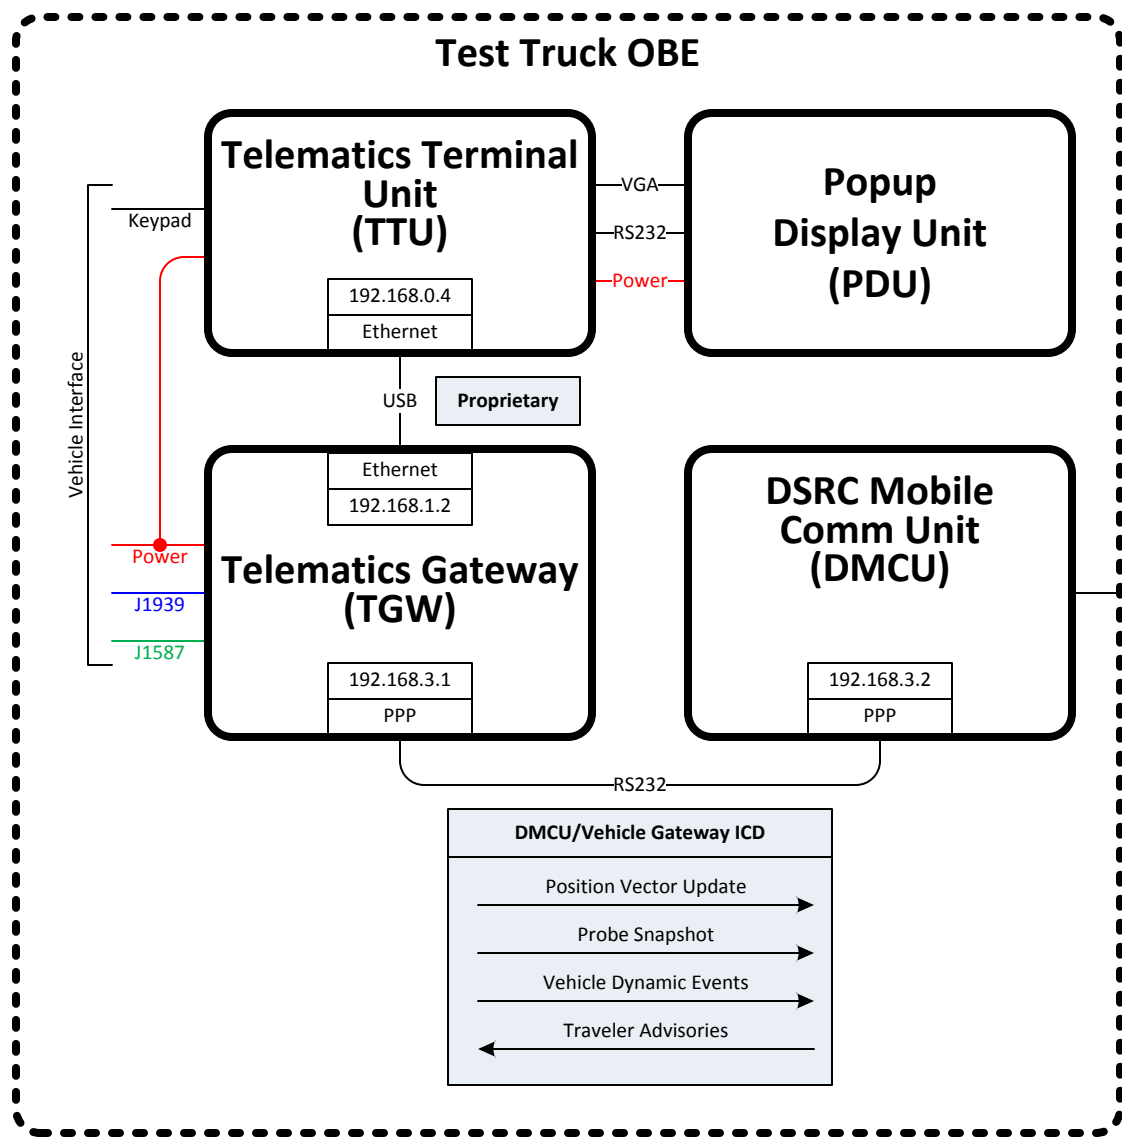 Test Truck OBE
Telematics Terminal
Unit
(TTU)
192.168.0.4
Ethernet
VGA
RS232
Power
Popup
Display Unit
(PDU)
Keypad
Vehicle Interface
USB
Proprietary
Ethernet
192.168.1.2
Telematics Gateway
(TGW)
Power
J1939
J1587
192.168.3.1
PPP
DSRC Mobile
Comm Unit
(DMCU)
192.168.3.2
PPP
RS232
DMCU/Vehicle Gateway ICD
Position Vector Update
Probe Snapshot
Vehicle Dynamic Events
Traveler Advisories